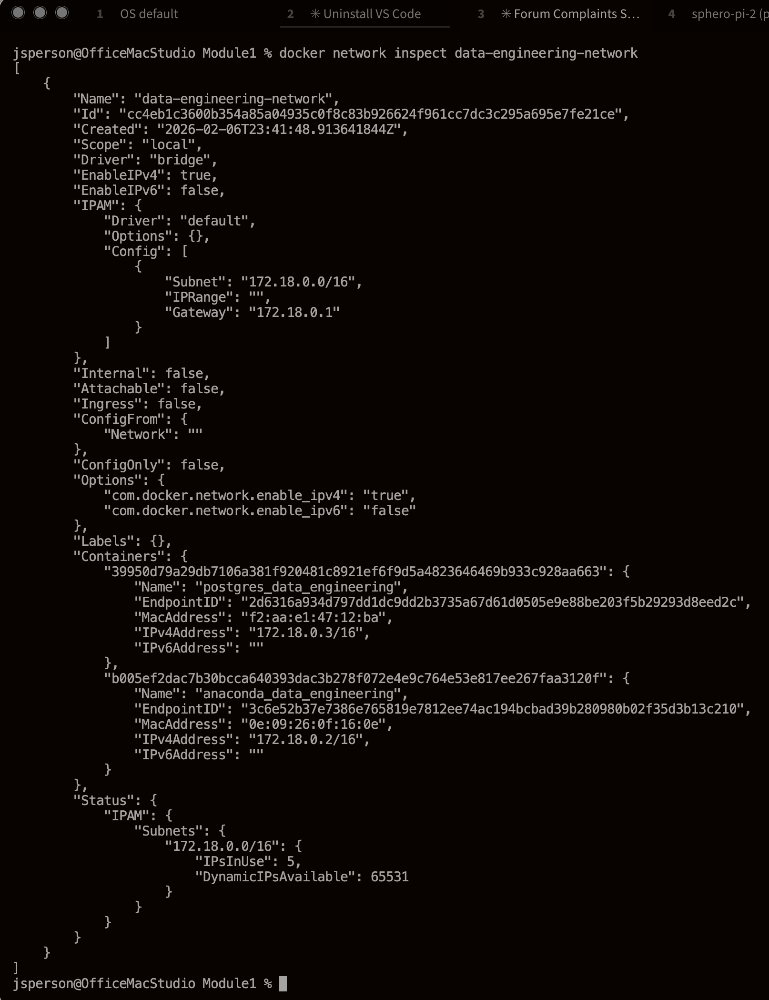 1 OS default 2 ✳ Uninstall VS Code 3 ✳ Forum Complaints S… 4 sphero-pi-2 (p
jsperson@OfficeMacStudio Module1 % docker network inspect data-engineering-network
[
    {
        "Name": "data-engineering-network",
        "Id": "cc4eb1c3600b354a85a04935c0f8c83b926624f961cc7dc3c295a695e7fe21ce",
        "Created": "2026-02-06T23:41:48.913641844Z",
        "Scope": "local",
        "Driver": "bridge",
        "EnableIPv4": true,
        "EnableIPv6": false,
        "IPAM": {
            "Driver": "default",
            "Options": {},
            "Config": [
                {
                    "Subnet": "172.18.0.0/16",
                    "IPRange": "",
                    "Gateway": "172.18.0.1"
                }
            ]
        },
        "Internal": false,
        "Attachable": false,
        "Ingress": false,
        "ConfigFrom": {
            "Network": ""
        },
        "ConfigOnly": false,
        "Options": {
            "com.docker.network.enable_ipv4": "true",
            "com.docker.network.enable_ipv6": "false"
        },
        "Labels": {},
        "Containers": {
            "39950d79a29db7106a381f920481c8921ef6f9d5a4823646469b933c928aa663": {
                "Name": "postgres_data_engineering",
                "EndpointID": "2d6316a934d797dd1dc9dd2b3735a67d61d0505e9e88be203f5b29293d8eed2c",
                "MacAddress": "f2:aa:e1:47:12:ba",
                "IPv4Address": "172.18.0.3/16",
                "IPv6Address": ""
            },
            "b005ef2dac7b30bcca640393dac3b278f072e4e9c764e53e817ee267faa3120f": {
                "Name": "anaconda_data_engineering",
                "EndpointID": "3c6e52b37e7386e765819e7812ee74ac194bcbad39b280980b02f35d3b13c210",
                "MacAddress": "0e:09:26:0f:16:0e",
                "IPv4Address": "172.18.0.2/16",
                "IPv6Address": ""
            }
        },
        "Status": {
            "IPAM": {
                "Subnets": {
                    "172.18.0.0/16": {
                        "IPsInUse": 5,
                        "DynamicIPsAvailable": 65531
                    }
                }
            }
        }
    }
]
jsperson@OfficeMacStudio Module1 %